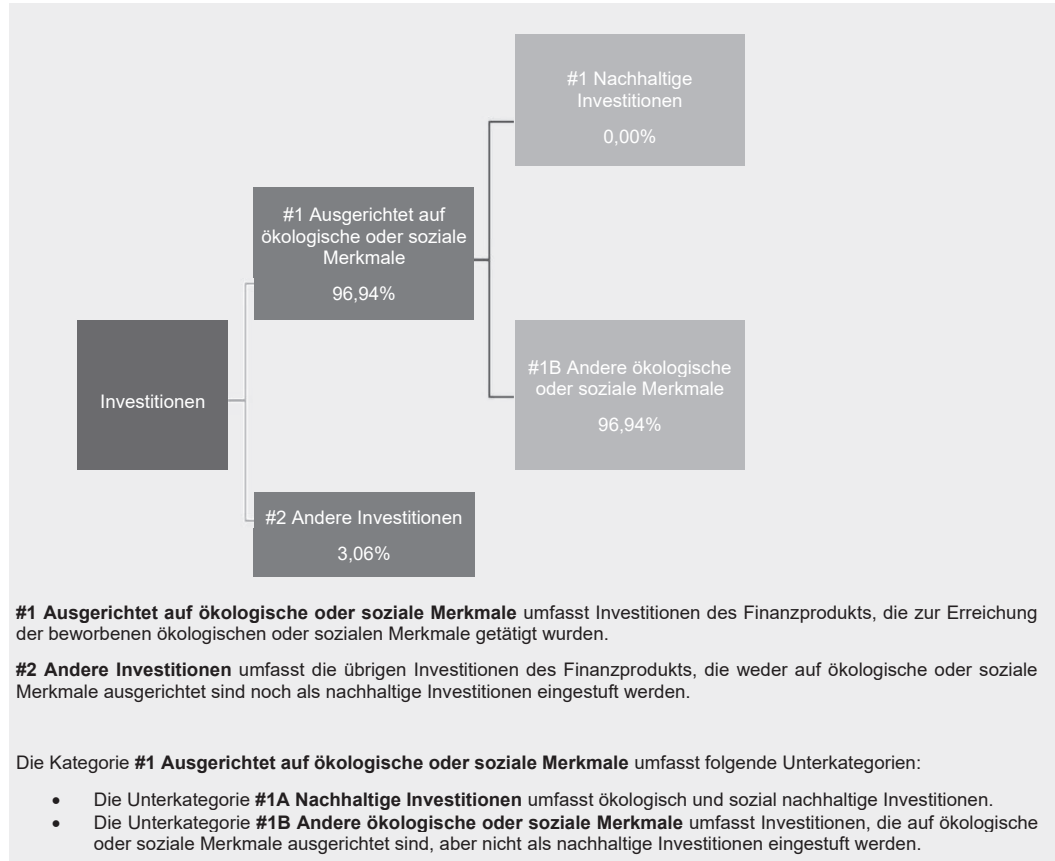 #1 Nachhaltige
Investitionen
0,00%
#1 Ausgerichtet auf
ökologische oder soziale
Merkmale
96,94%
Investitionen
#1B Andere ökologische
oder soziale Merkmale
96,94%
#2 Andere Investitionen
3,06%
#1 Ausgerichtet auf ökologische oder soziale Merkmale umfasst Investitionen des Finanzprodukts, die zur Erreichung
der beworbenen ökologischen oder sozialen Merkmale getätigt wurden.
#2 Andere Investitionen umfasst die übrigen Investitionen des Finanzprodukts, die weder auf ökologische oder soziale
Merkmale ausgerichtet sind noch als nachhaltige Investitionen eingestuft werden.
Die Kategorie #1 Ausgerichtet auf ökologische oder soziale Merkmale umfasst folgende Unterkategorien:
• Die Unterkategorie #1A Nachhaltige Investitionen umfasst ökologisch und sozial nachhaltige Investitionen.
• Die Unterkategorie #1B Andere ökologische oder soziale Merkmale umfasst Investitionen, die auf ökologische
oder soziale Merkmale ausgerichtet sind, aber nicht als nachhaltige Investitionen eingestuft werden.